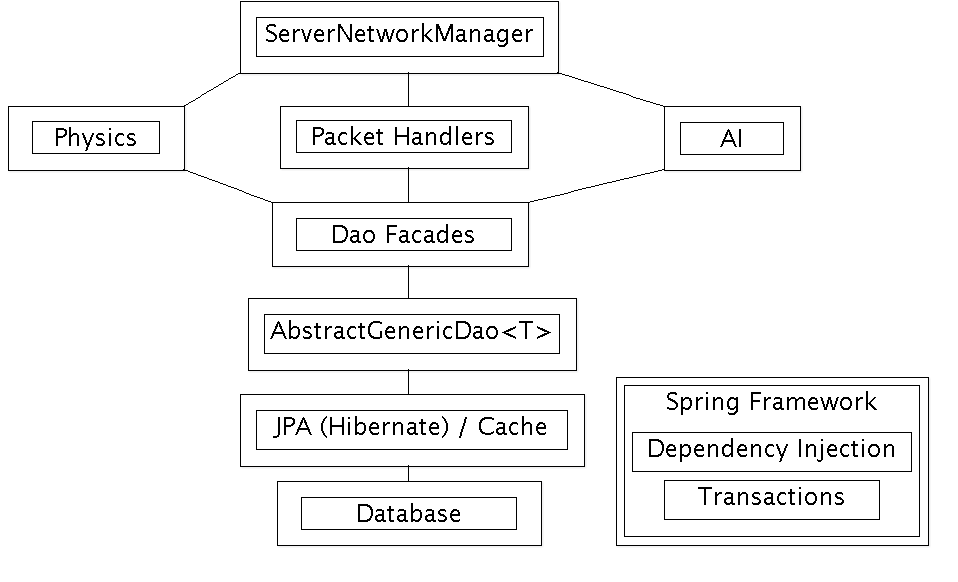 ServerNetworkManager
Physics
Packet Handlers
AI
Dao Facades
AbstractGenericDao<T>
JPA (Hibernate) / Cache
Database
Spring Framework
Dependency Injection
Transactions